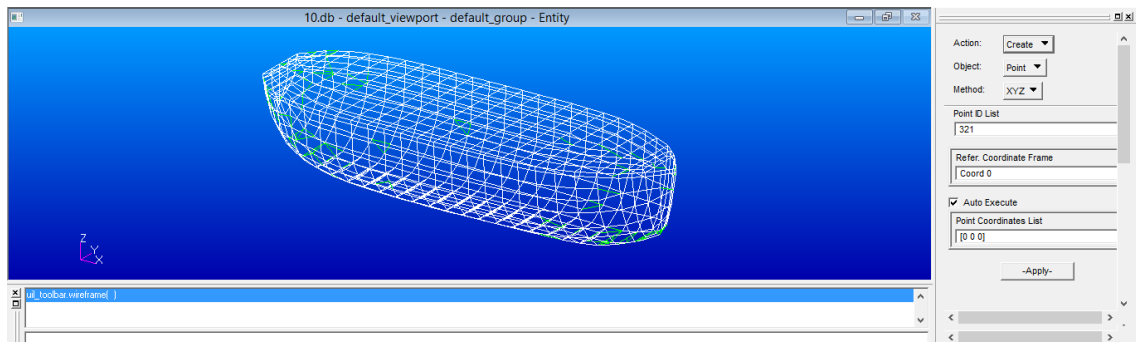 10.db - default_viewport - default_group - Entity
Z
Y
X
uil_toolbar.wireframe( )
Action: Create
Object: Point
Method: XYZ
Point ID List
321
Refer. Coordinate Frame
Coord 0
Auto Execute
Point Coordinates List
[0 0 0]
-Apply-